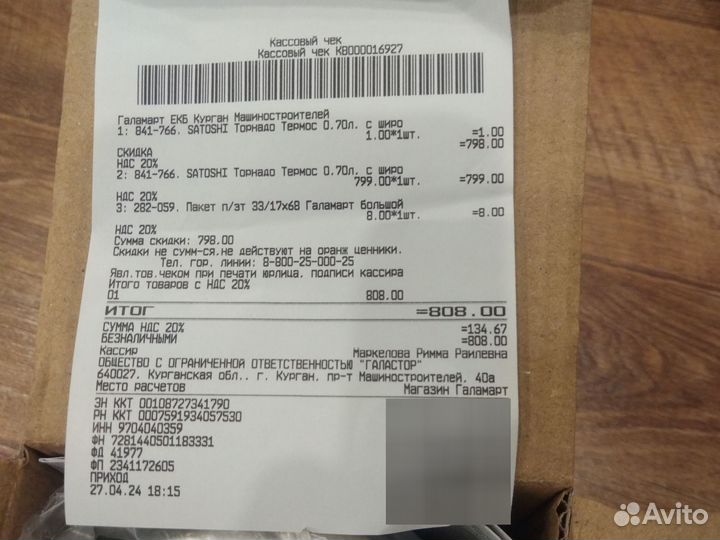 Кассовый чек
Кассовый чек КВ000016927
Галамарт ЕКБ Курган Машиностроителей
1: 841-766. SATOSHI Торнадо Термос 0.70л. с широ
1.00*1шт. =1.00
СКИДКА =798.00
НДС 20%
2: 841-766. SATOSHI Торнадо Термос 0.70л. с широ
799.00*1шт. =799.00
НДС 20%
3: 282-059. Пакет п/эт 33/17х68 Галамарт Большой
8.00*1шт. =8.00
НДС 20%
Сумма скидки: 798.00
Скидки не сумм-ся.не действуют на оранж ценники.
Тел. гор. линии: 8-800-25-000-25
Явл.тов.чеком при печати юрлица. подписи кассира
Итого товаров с НДС 20%
01 808.00
ИТОГ =808.00
СУММА НДС 20% =134.67
БЕЗНАЛИЧНЫМИ =808.00
Кассир Маркелова Римма Раилевна
ОБЩЕСТВО С ОГРАНИЧЕННОЙ ОТВЕТСТВЕННОСТЬЮ "ГАЛАСТОР"
640027. Курганская обл.. г. Курган. пр-т Машиностроителей. 40а
Место расчетов Магазин Галамарт
ЗН ККТ 00108727341790
РН ККТ 0007591934057530
ИНН 9704040359
ФН 7281440501183331
ФД 41977
ФП 2341172605
ПРИХОД
27.04.24 18:15
Avito